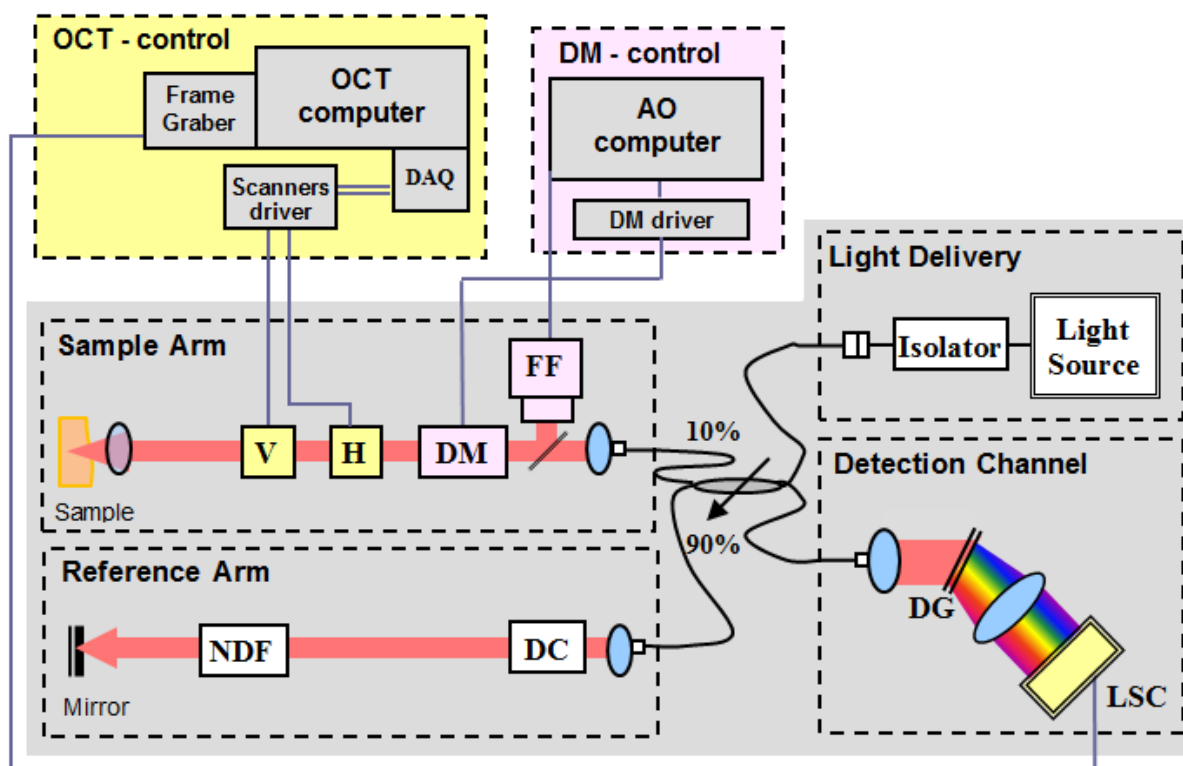 OCT - control
OCT
computer
Frame
Graber
Scanners
driver
DAQ
DM - control
AO
computer
DM driver
Light Delivery
Isolator
Light
Source
Sample Arm
FF
V
H
DM
Sample
10%
90%
Detection Channel
DG
LSC
Reference Arm
NDF
DC
Mirror